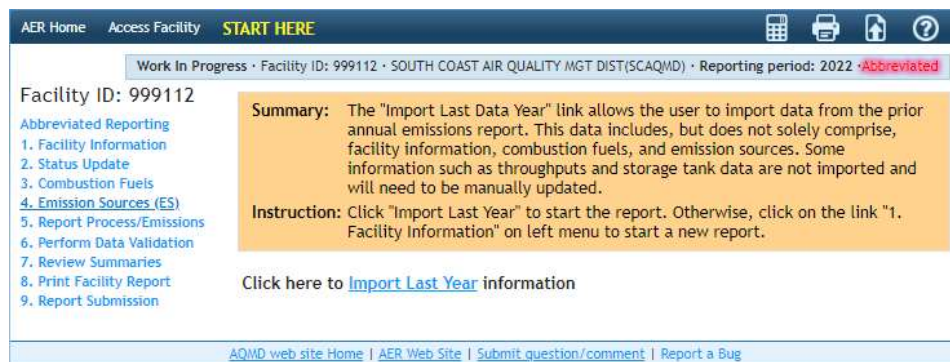 AER Home Access Facility START HERE
Work In Progress · Facility ID: 999112 · SOUTH COAST AIR QUALITY MGT DIST(SCAQMD) · Reporting period: 2022 ·Abbreviated
Facility ID: 999112
Abbreviated Reporting
1. Facility Information
2. Status Update
3. Combustion Fuels
4. Emission Sources (ES)
5. Report Process/Emissions
6. Perform Data Validation
7. Review Summaries
8. Print Facility Report
9. Report Submission
Summary: The "Import Last Data Year" link allows the user to import data from the prior
annual emissions report. This data includes, but does not solely comprise,
facility information, combustion fuels, and emission sources. Some
information such as throughputs and storage tank data are not imported and
will need to be manually updated.
Instruction: Click "Import Last Year" to start the report. Otherwise, click on the link "1.
Facility Information" on left menu to start a new report.
Click here to Import Last Year information
AQMD web site Home | AER Web Site | Submit question/comment | Report a Bug